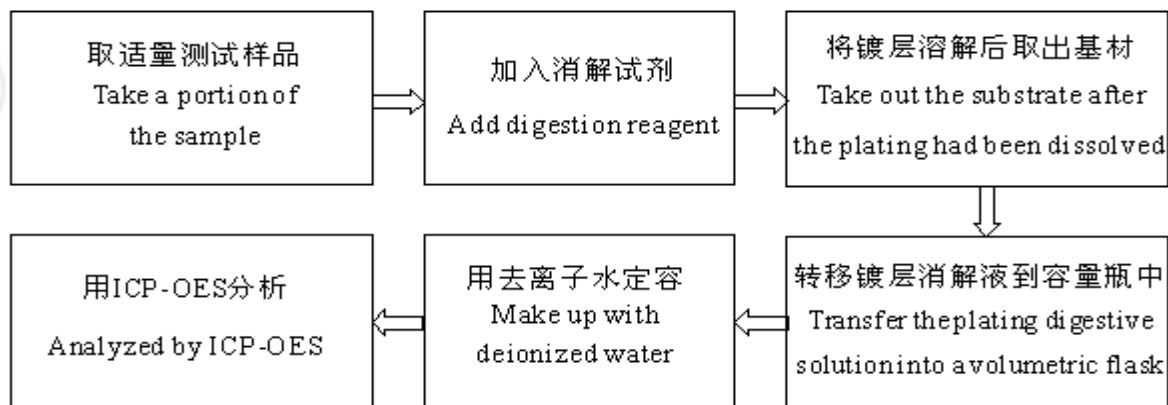 取适量测试样品
Take a portion of
the sample
加入消解试剂
Add digestion reagent
将镀层溶解后取出基材
Take out the substrate after
the plating had been dissolved
转移镀层消解液到容量瓶中
Transfer the plating digestive
solution into a volumetric flask
用去离子水定容
Make up with
deionized water
用ICP-OES分析
Analyzed by ICP-OES